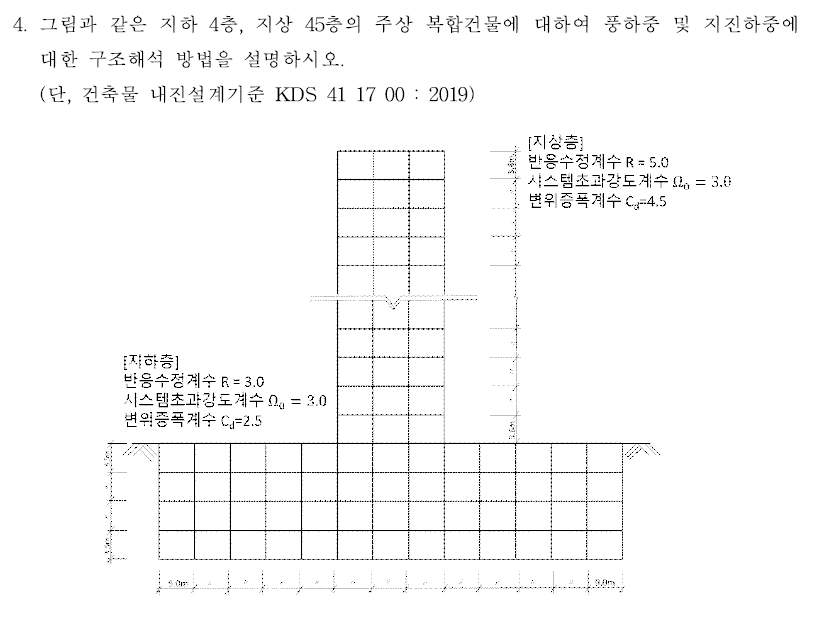 4. 그림과 같은 지하 4층, 지상 45층의 주상 복합건물에 대하여 풍하중 및 지진하중에
대한 구조해석 방법을 설명하시오.
(단, 건축물 내진설계기준 KDS 41 17 00 : 2019)
[지상층]
반응수정계수 R = 5.0
시스템초과강도계수 Ω₀ = 3.0
변위증폭계수 C_d=4.5
[지하층]
반응수정계수 R = 3.0
시스템초과강도계수 Ω₀ = 3.0
변위증폭계수 C_d=2.5
9.0m